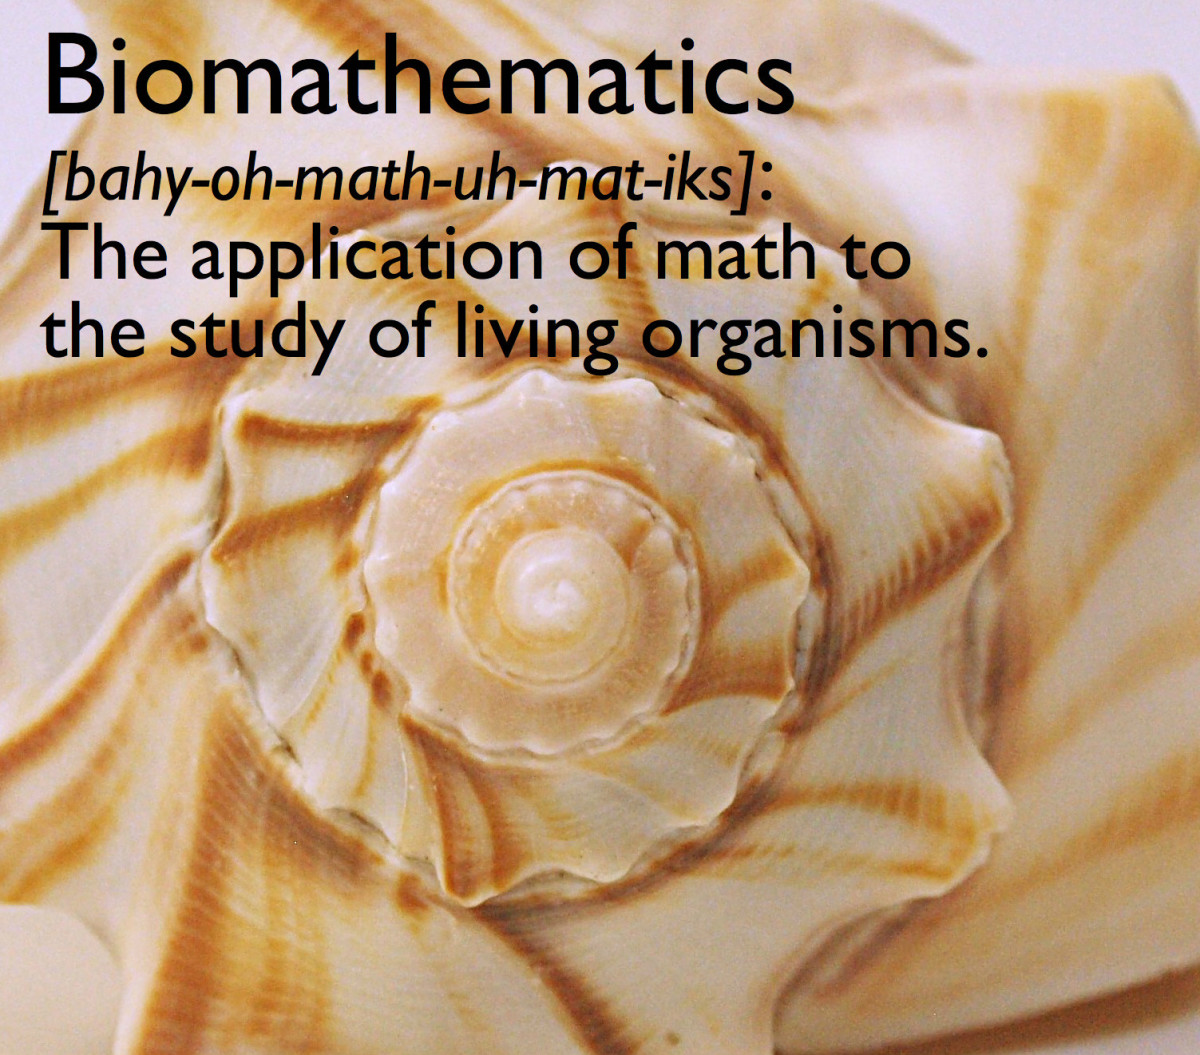 Biomathematics
[bahy-oh-math-uh-mat-iks]:
The application of math to
the study of living organisms.